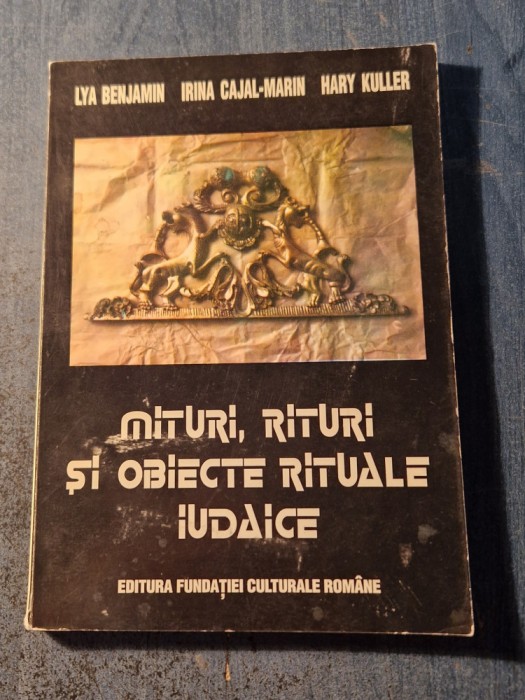 LYA BENJAMIN IRINA CAJAL-MARIN HARY KULLER
MITURI, RITURI
ȘI OBIECTE RITUALE
IUDAICE
EDITURA FUNDAȚIEI CULTURALE ROMÂNE